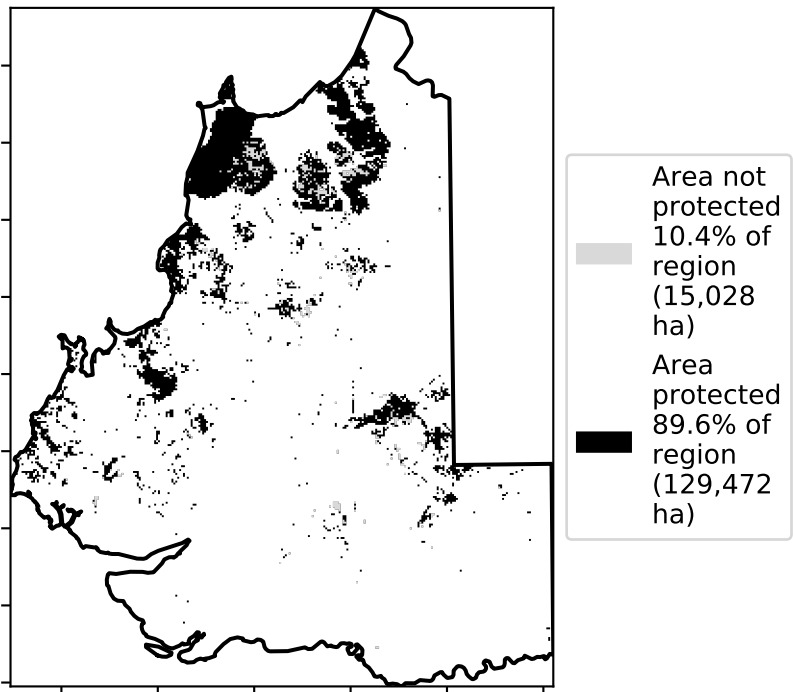 Area not
protected
10.4% of
region
(15,028
ha)
Area
protected
89.6% of
region
(129,472
ha)